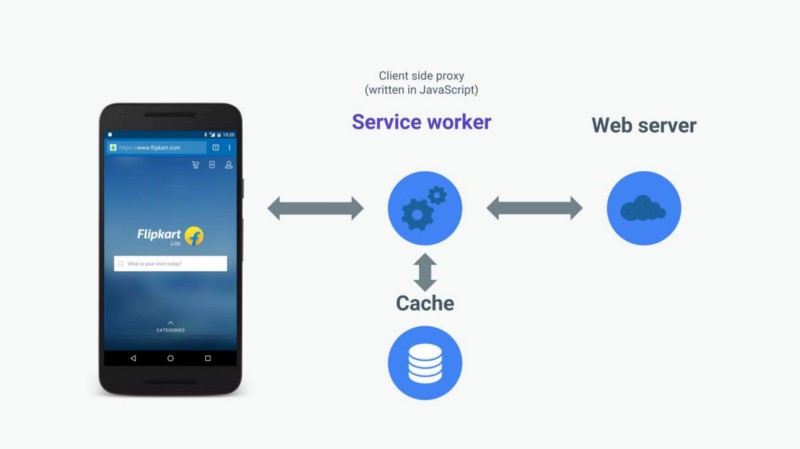 Client side proxy
(written in JavaScript)
Service worker
Web server
15:25
https://www.flipkart.com
Flipkart
Lite
What is your wish today?
CATEGORIES
Cache